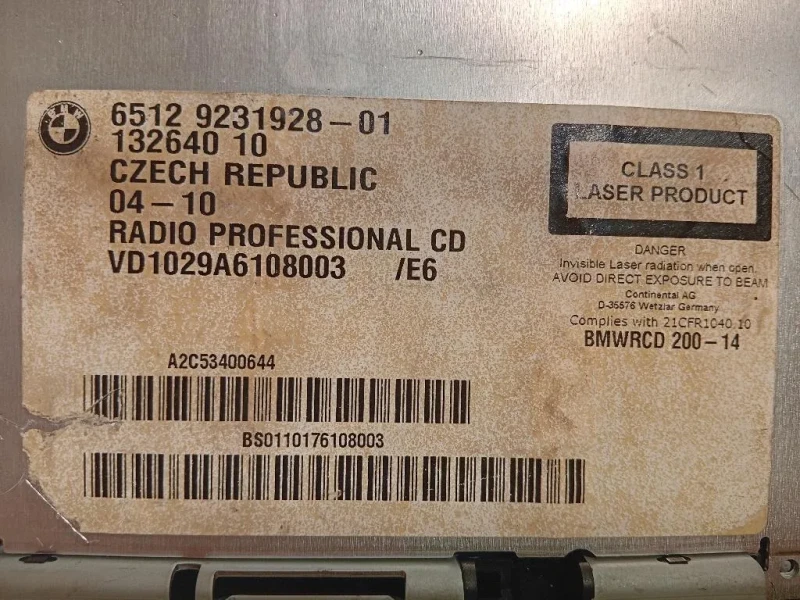 BMW
6512 9231928-01
132640 10
CZECH REPUBLIC
04-10
RADIO PROFESSIONAL CD
VD1029A6108003 /E6
CLASS 1
LASER PRODUCT
DANGER
Invisible Laser radiation when open.
AVOID DIRECT EXPOSURE TO BEAM
Continental AG
D-35576 Wetzlar Germany
Complies with 21CFR1040.10
BMWRCD 200-14
A2C53400644
BS0110176108003